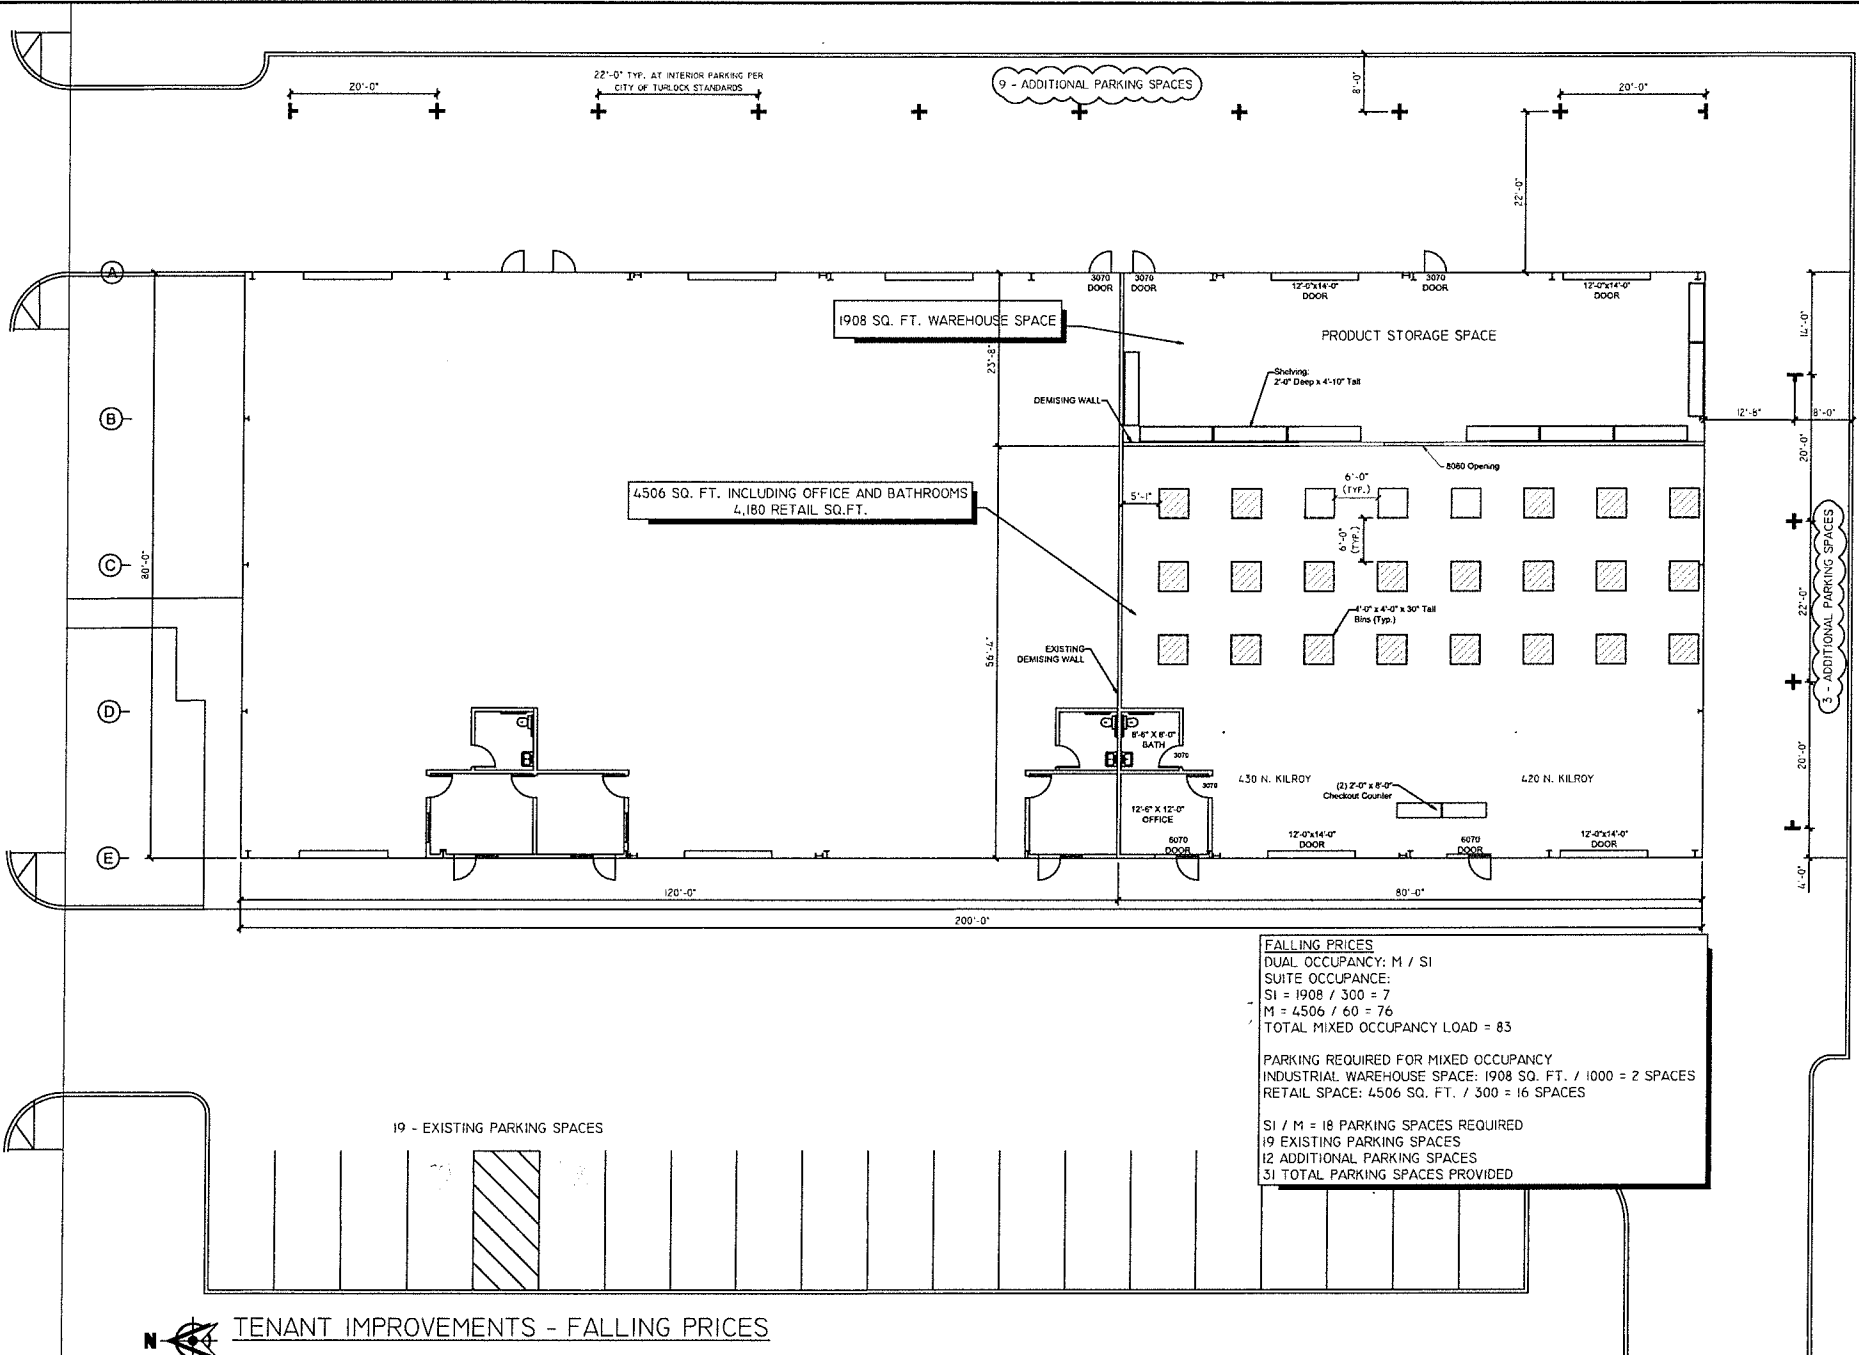 22'-0" TYP. AT INTERIOR PARKING PER
CITY OF TURLOCK STANDARDS
20'-0"
9 - ADDITIONAL PARKING SPACES
8'-0"
20'-0"
22'-0"
A
3070
DOOR
3070
DOOR
12'-0"x14'-0"
DOOR
3070
DOOR
12'-0"x14'-0"
DOOR
1908 SQ. FT. WAREHOUSE SPACE
PRODUCT STORAGE SPACE
14'-0"
23'-8"
Shelving:
2'-0" Deep x 4'-10" Tall
DEMISING WALL
B
12'-8"
8'-0"
20'-0"
8080 Opening
4506 SQ. FT. INCLUDING OFFICE AND BATHROOMS
4,180 RETAIL SQ.FT.
5'-1"
6'-0"
(TYP.)
6'-0"
(TYP.)
C
80'-0"
22'-0"
3 - ADDITIONAL PARKING SPACES
4'-0" x 4'-0" x 30" Tall
Bins (Typ.)
56'-4"
EXISTING
DEMISING WALL
D
8'-6" X 8'-0"
BATH
3070
20'-0"
430 N. KILROY
420 N. KILROY
3070
(2) 2'-0" x 8'-0"
Checkout Counter
12'-6" X 12'-0"
OFFICE
E
6070
DOOR
12'-0"x14'-0"
DOOR
6070
DOOR
12'-0"x14'-0"
DOOR
4'-0"
120'-0"
80'-0"
200'-0"
FALLING PRICES
DUAL OCCUPANCY: M / S1
SUITE OCCUPANCE:
S1 = 1908 / 300 = 7
M = 4506 / 60 = 76
TOTAL MIXED OCCUPANCY LOAD = 83
PARKING REQUIRED FOR MIXED OCCUPANCY
INDUSTRIAL WAREHOUSE SPACE: 1908 SQ. FT. / 1000 = 2 SPACES
RETAIL SPACE: 4506 SQ. FT. / 300 = 16 SPACES
S1 / M = 18 PARKING SPACES REQUIRED
19 EXISTING PARKING SPACES
12 ADDITIONAL PARKING SPACES
31 TOTAL PARKING SPACES PROVIDED
19 - EXISTING PARKING SPACES
N
TENANT IMPROVEMENTS - FALLING PRICES